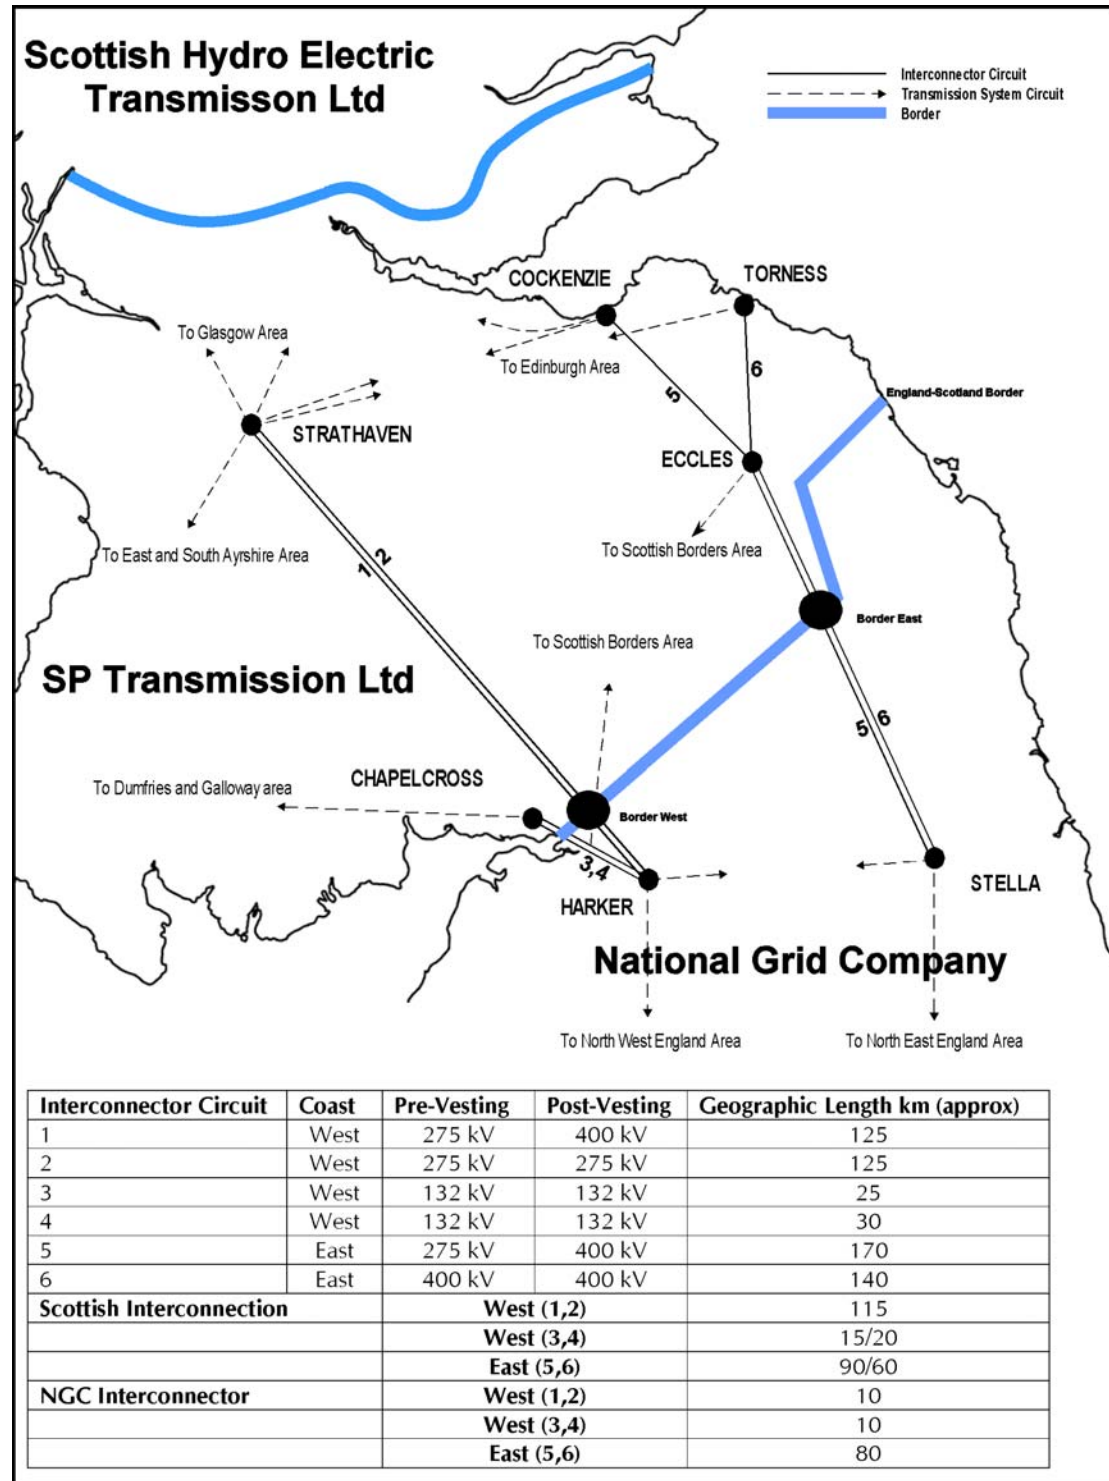 Scottish Hydro Electric
Transmisson Ltd
Interconnector Circuit
Transmission System Circuit
Border
COCKENZIE
TORNESS
To Glasgow Area
To Edinburgh Area
6
5
England-Scotland Border
STRATHAVEN
ECCLES
To East and South Ayrshire Area
1 2
To Scottish Borders Area
Border East
To Scottish Borders Area
SP Transmission Ltd
5 6
CHAPELCROSS
To Dumfries and Galloway area
Border West
3,4
HARKER
STELLA
National Grid Company
To North West England Area
To North East England Area
Interconnector Circuit Coast Pre-Vesting Post-Vesting Geographic Length km (approx)
1 West 275 kV 400 kV 125
2 West 275 kV 275 kV 125
3 West 132 kV 132 kV 25
4 West 132 kV 132 kV 30
5 East 275 kV 400 kV 170
6 East 400 kV 400 kV 140
Scottish Interconnection West (1,2) 115
West (3,4) 15/20
East (5,6) 90/60
NGC Interconnector West (1,2) 10
West (3,4) 10
East (5,6) 80